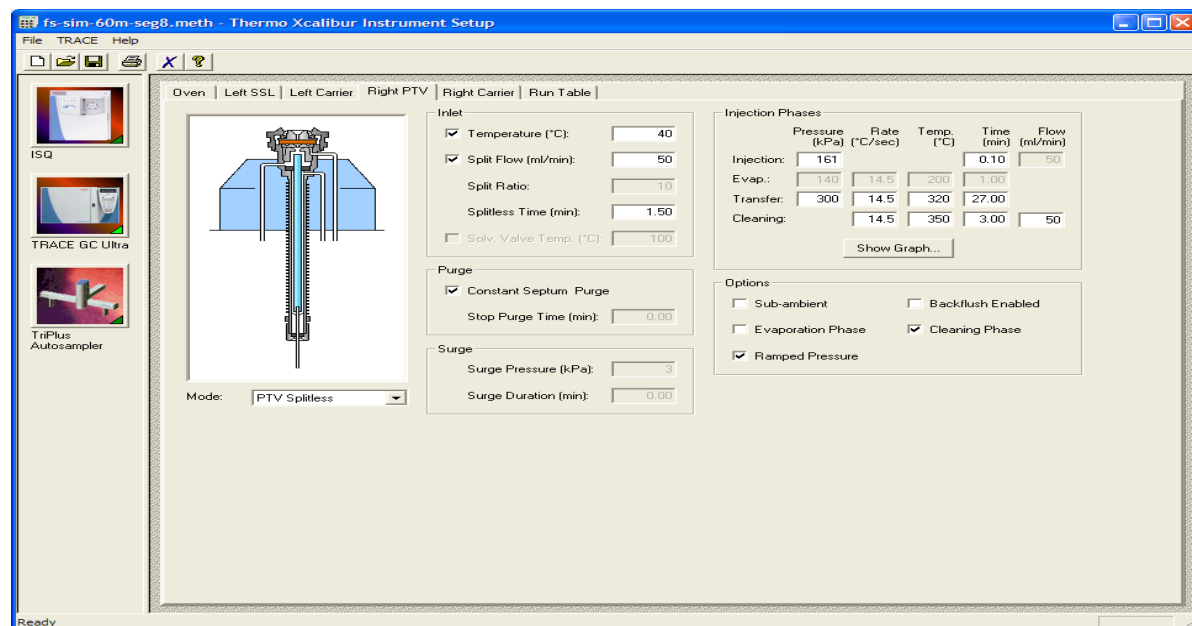 fs-sim-60m-seg8.meth - Thermo Xcalibur Instrument Setup
File TRACE Help
ISQ
TRACE GC Ultra
TriPlus
Autosampler
Oven Left SSL Left Carrier Right PTV Right Carrier Run Table
Mode: PTV Splitless
Inlet
Temperature (°C): 40
Split Flow (ml/min): 50
Split Ratio: 10
Splitless Time (min): 1.50
Solv. Valve Temp. (°C): 100
Purge
Constant Septum Purge
Stop Purge Time (min): 0.00
Surge
Surge Pressure (kPa): 3
Surge Duration (min): 0.00
Injection Phases
Pressure Rate Temp. Time Flow
(kPa) (°C/sec) (°C) (min) (ml/min)
Injection: 161 0.10 50
Evap.: 140 14.5 200 1.00
Transfer: 300 14.5 320 27.00
Cleaning: 14.5 350 3.00 50
Show Graph...
Options
Sub-ambient Backflush Enabled
Evaporation Phase Cleaning Phase
Ramped Pressure
Ready